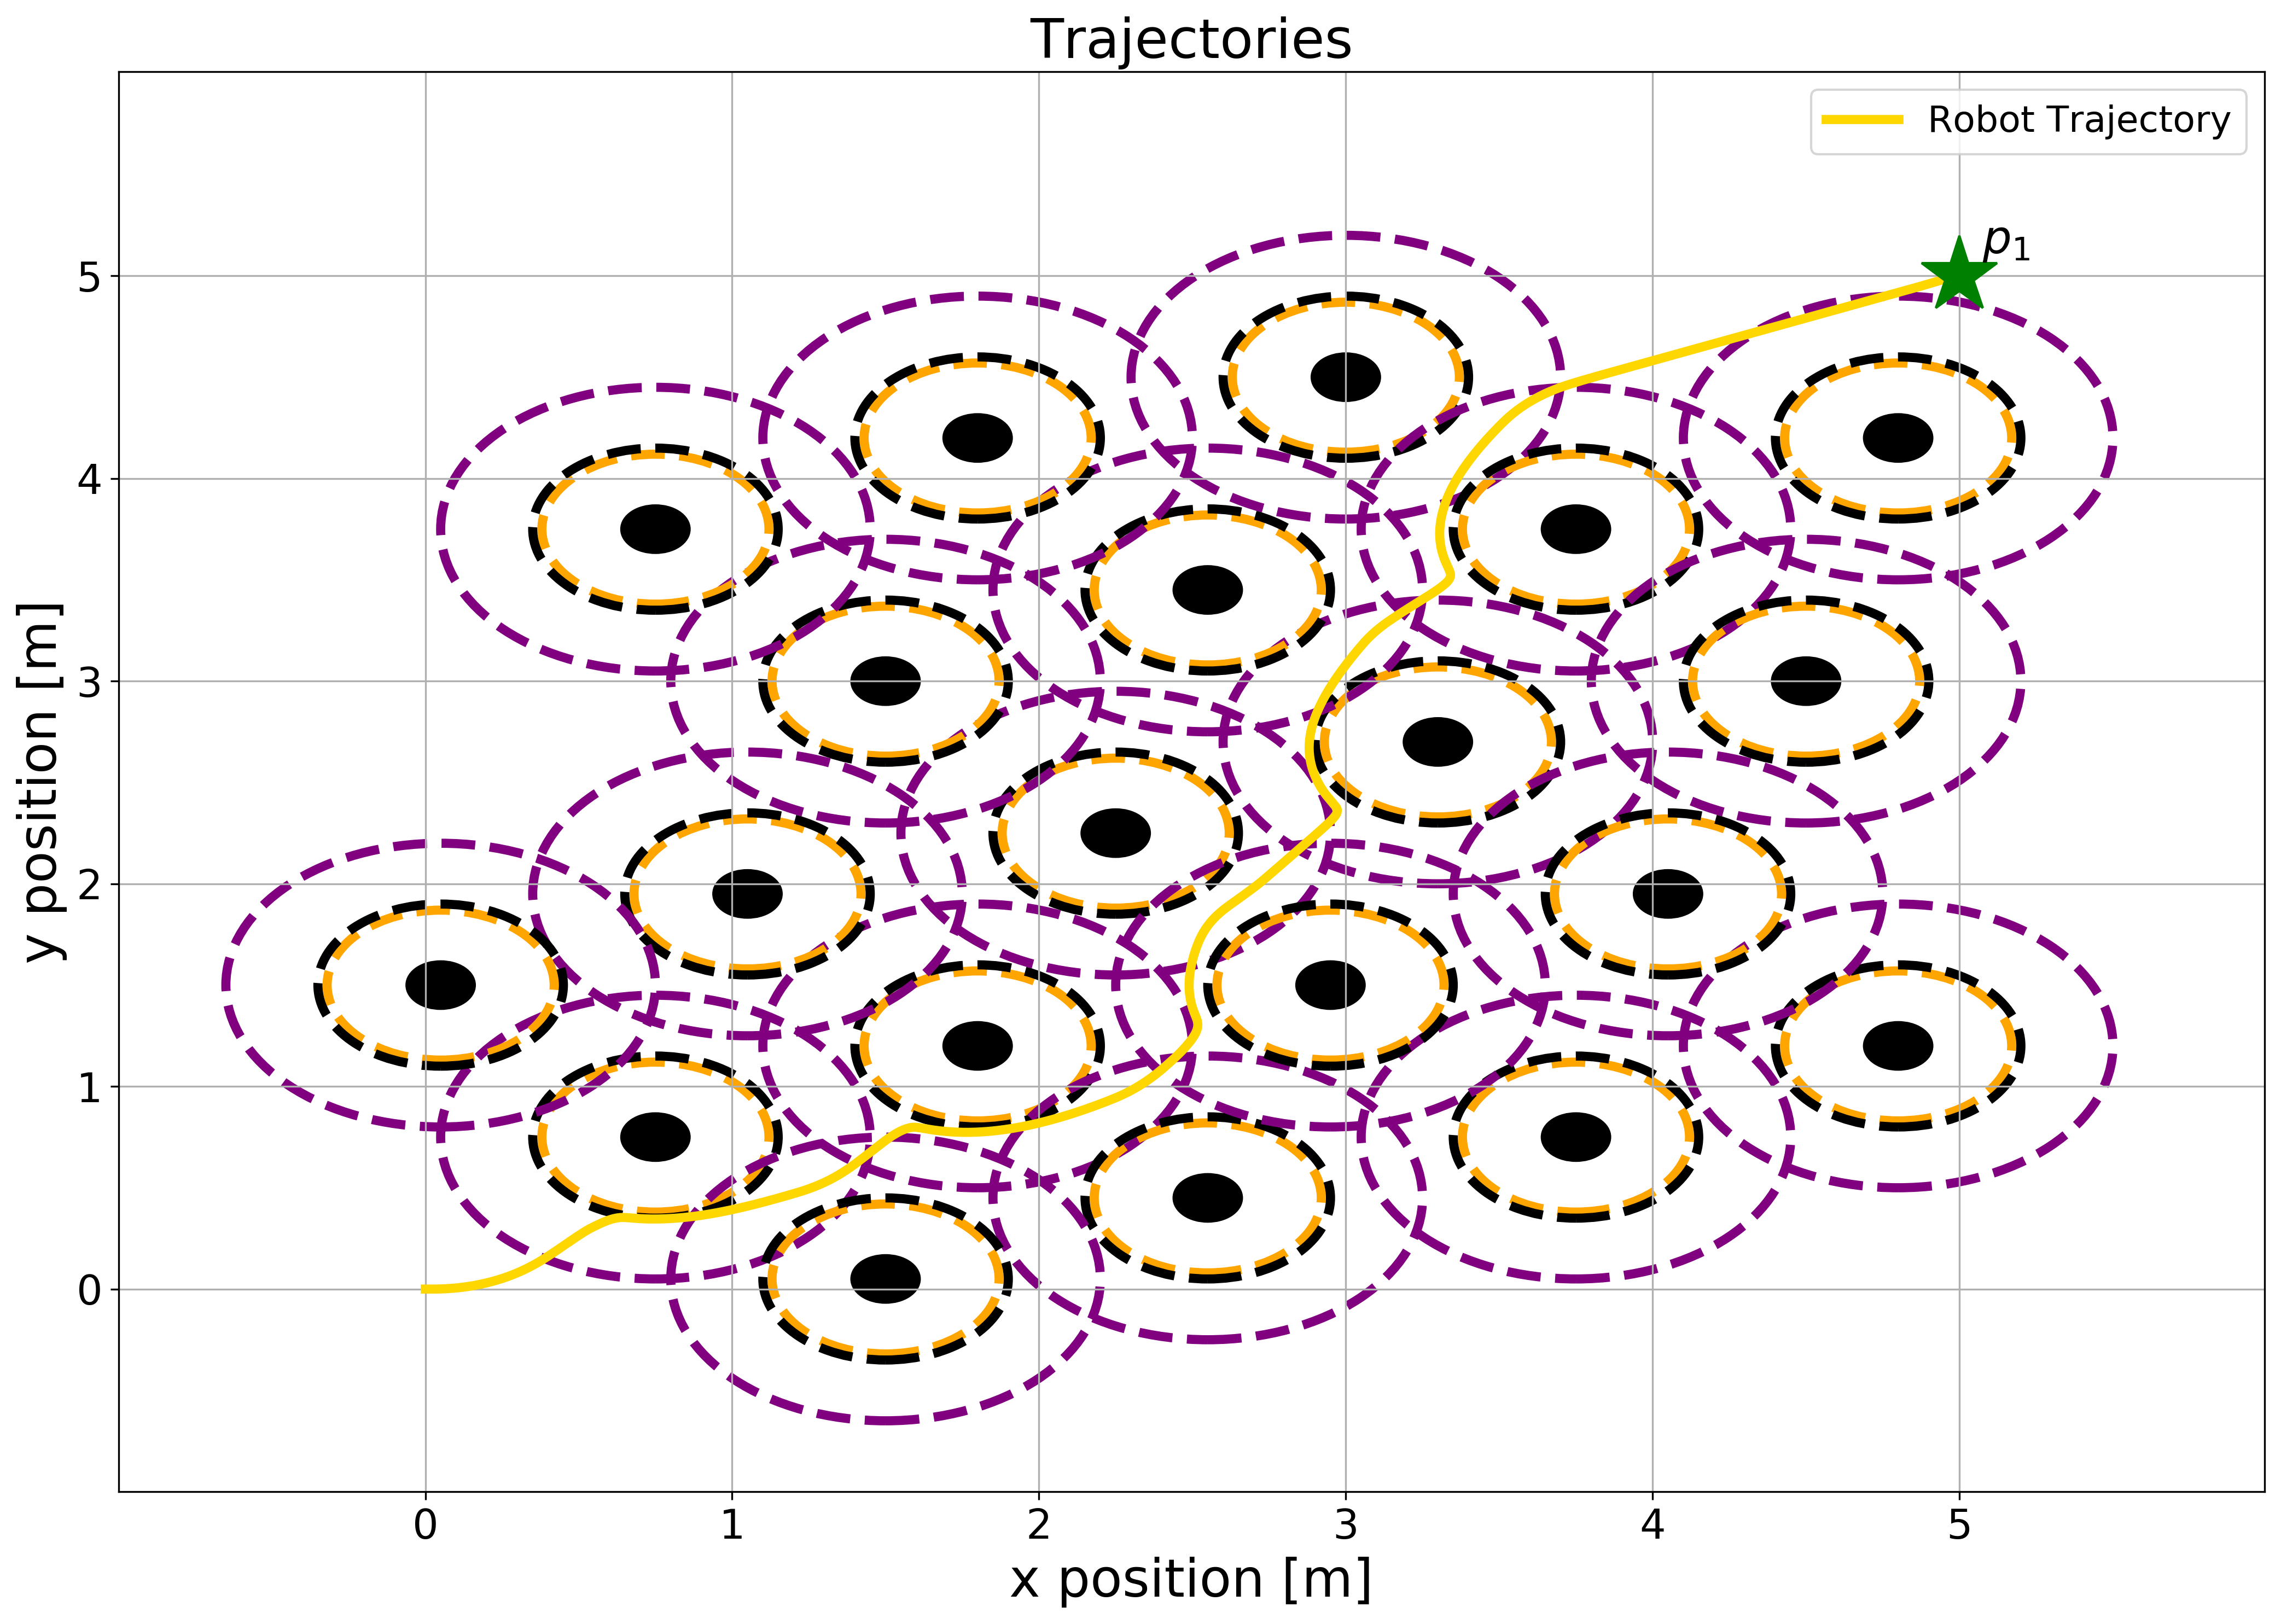 Trajectories
Robot Trajectory
p1
y position [m]
5
4
3
2
1
0
0 1 2 3 4 5
x position [m]